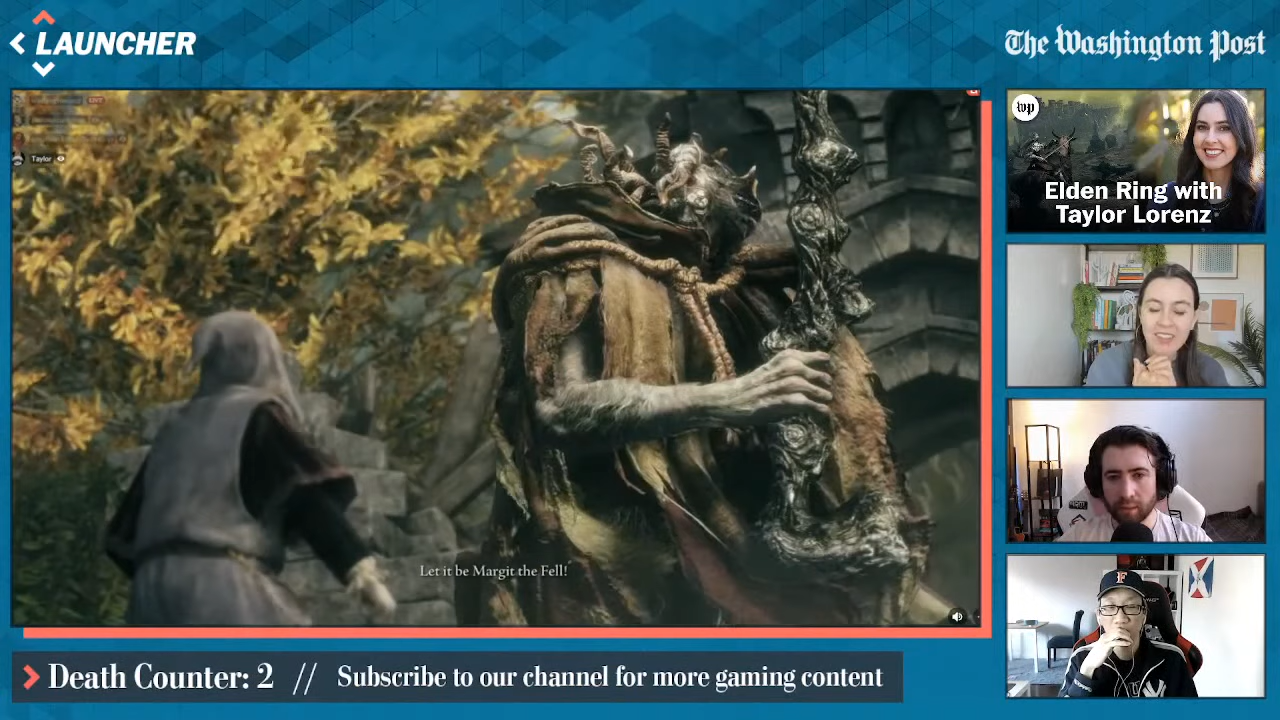 LAUNCHER
The Washington Post
Taylor
wp
Elden Ring with
Taylor Lorenz
Let it be Margit the Fell!
F
Death Counter: 2 // Subscribe to our channel for more gaming content